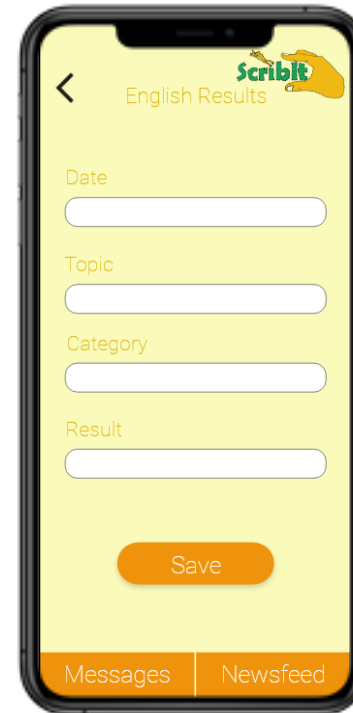 ScribIt
English Results
Date
Topic
Category
Result
Save
Messages
Newsfeed